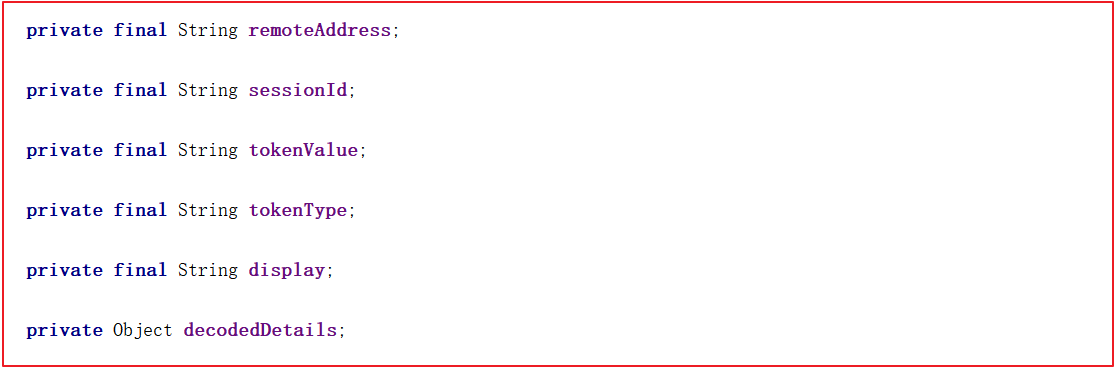 private final String remoteAddress;
private final String sessionId;
private final String tokenValue;
private final String tokenType;
private final String display;
private Object decodedDetails;